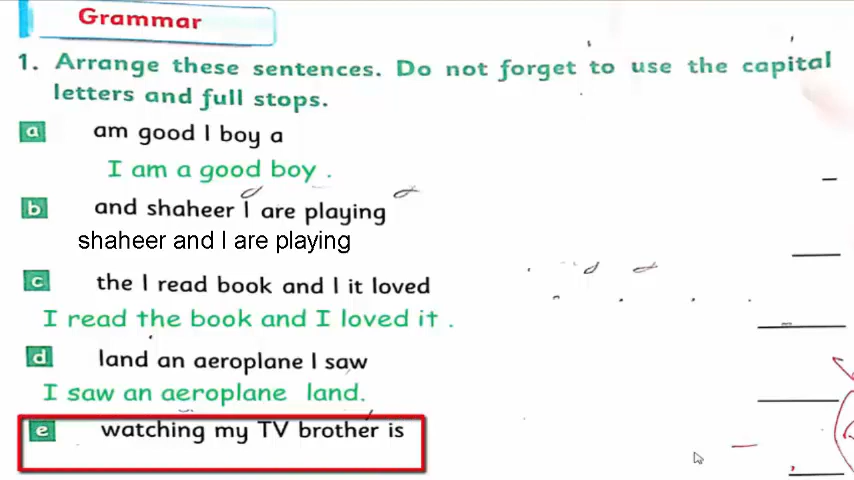 Grammar
1. Arrange these sentences. Do not forget to use the capital
letters and full stops.
a am good I boy a
I am a good boy .
b and shaheer I are playing
shaheer and I are playing
c the I read book and I it loved
I read the book and I loved it .
d land an aeroplane I saw
I saw an aeroplane land.
e watching my TV brother is